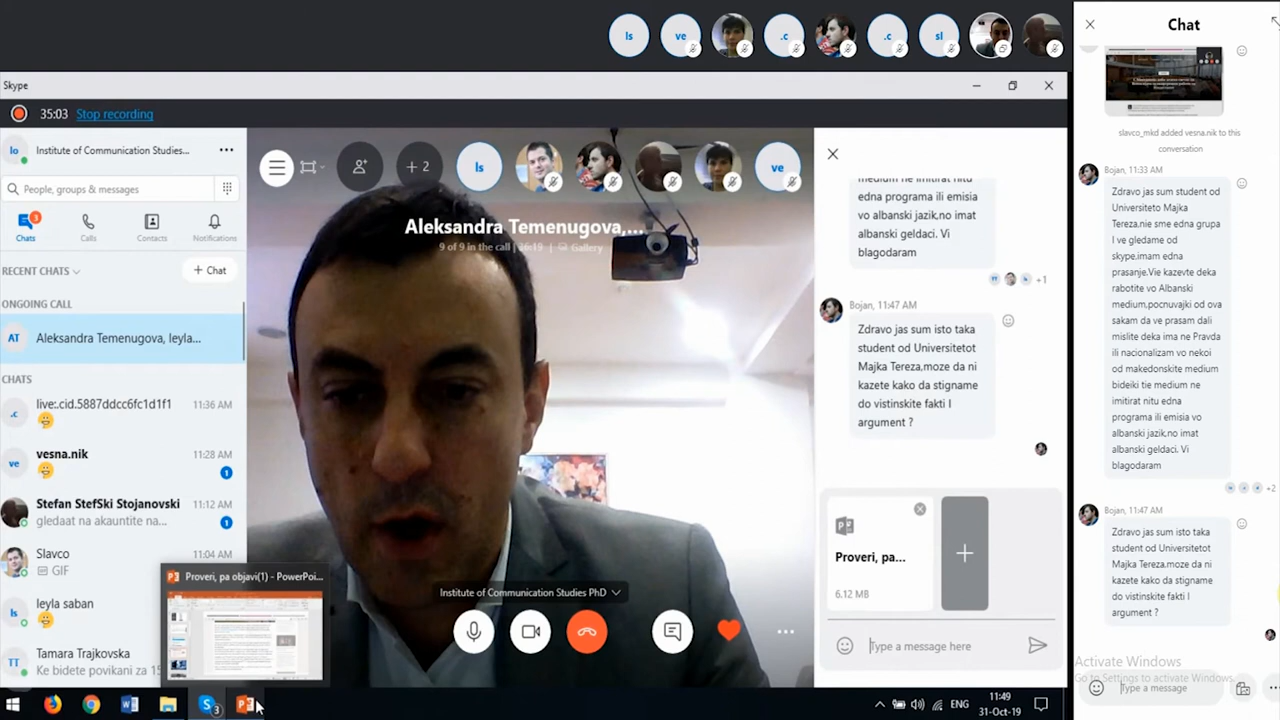 ls
ve
.c
.c
sl
Skype
35:03 Stop recording
lo
Institute of Communication Studies...
People, groups & messages
3
Chats
Calls
Contacts
Notifications
RECENT CHATS
+ Chat
ONGOING CALL
AT
Aleksandra Temenugova, leyla...
CHATS
.c
live:.cid.5887ddcc6fc1d1f1
11:36 AM
ve
vesna.nik
11:28 AM
1
Stefan StefSki Stojanovski
11:12 AM
gledaat na akauntite na...
1
Slavco
11:04 AM
GIF
ls
leyla saban
TT
Tamara Trajkovska
Ke bidete povikani za 15
Proveri, pa objavi(1) - PowerPoi...
+ 2
ls
ve
Aleksandra Temenugova,...
9 of 9 in the call | 36:19 | Gallery
Institute of Communication Studies PhD
medium ne imitirat nitu
edna programa ili emisia
vo albanski jazik,no imat
albanski geldaci. Vi
blagodaram
+1
Bojan, 11:47 AM
Zdravo jas sum isto taka
student od Universitetot
Majka Tereza,moze da ni
kazete kako da stigname
do vistinskite fakti I
argument ?
Proveri, pa...
6.12 MB
Type a message here
3
ENG
11:49
31-Oct-19
Chat
slavco_mkd added vesna.nik to this
conversation
Bojan, 11:33 AM
Zdravo jas sum student od
Universiteto Majka
Tereza.nie sme edna grupa
I ve gledame od
skype,imam edna
prasanje.Vie kazevte deka
rabotite vo Albanski
medium,pocnuvajki od ova
sakam da ve prasam dali
mislite deka ima ne Pravda
ili nacionalizam vo nekoi
od makedonskite medium
bideiki tie medium ne
imitirat nitu edna
programa ili emisia vo
albanski jazik,no imat
albanski geldaci. Vi
blagodaram
+2
Bojan, 11:47 AM
Zdravo jas sum isto taka
student od Universitetot
Majka Tereza,moze da ni
kazete kako da stigname
do vistinskite fakti I
argument ?
Activate Windows
Go to Settings to activate Windows.
Type a message